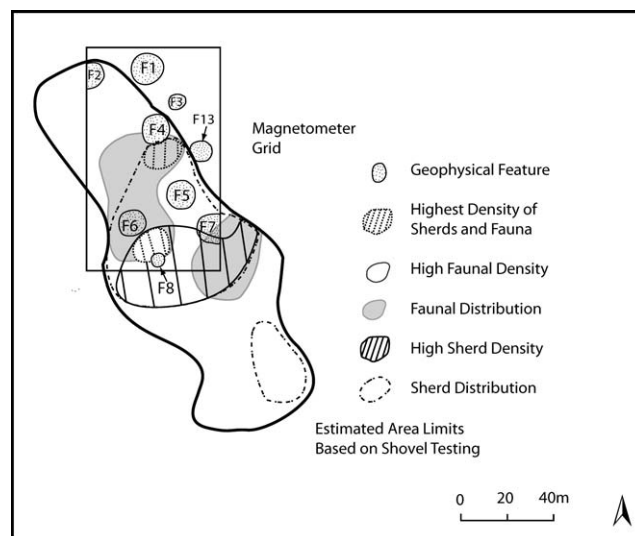 F1
F2
F3
F13
F4
Magnetometer
Grid
Geophysical Feature
F5
Highest Density of
Sherds and Fauna
F6
F7
High Faunal Density
F8
Faunal Distribution
High Sherd Density
Sherd Distribution
Estimated Area Limits
Based on Shovel Testing
0 20 40m